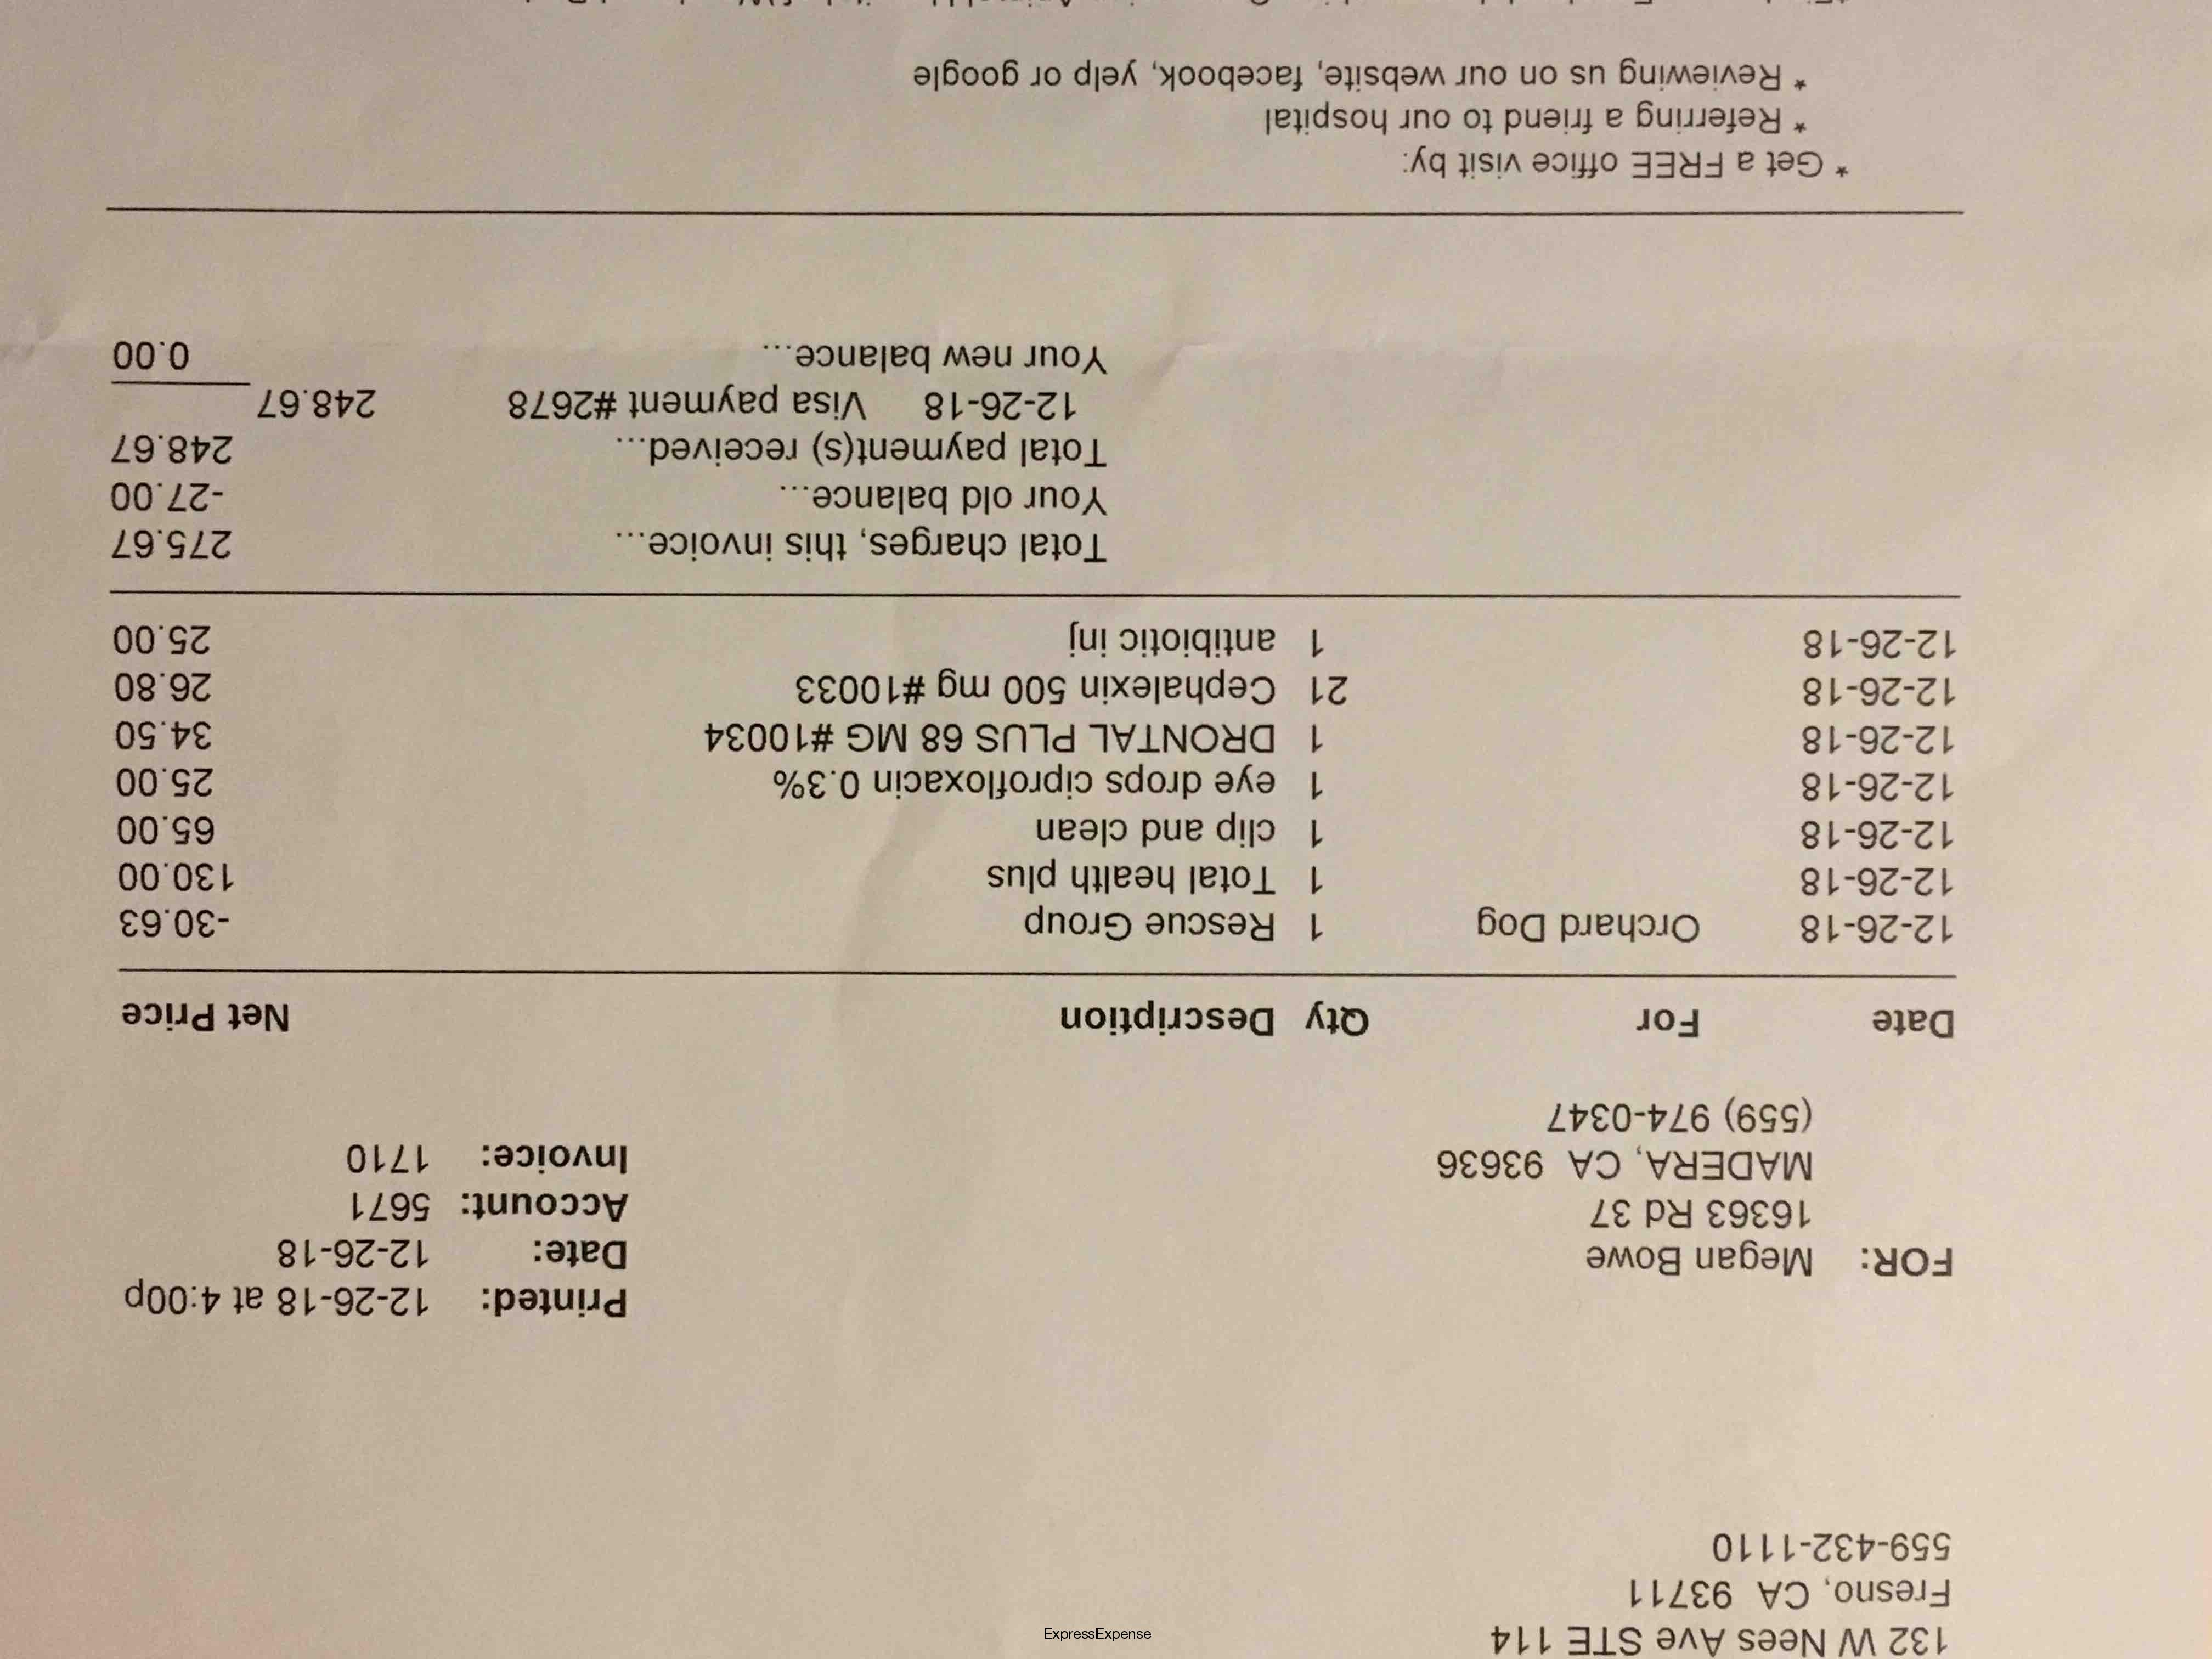 132 W Nees Ave STE 114
Fresno, CA 93711
559-432-1110
FOR: Megan Bowe
16363 Rd 37
MADERA, CA 93636
(559) 974-0347
Printed: 12-26-18 at 4:00p
Date: 12-26-18
Account: 5671
Invoice: 1710
Date For Qty Description Net Price
12-26-18 Orchard Dog 1 Rescue Group -30.63
12-26-18 1 Total health plus 130.00
12-26-18 1 clip and clean 65.00
12-26-18 1 eye drops ciprofloxacin 0.3% 25.00
12-26-18 1 DRONTAL PLUS 68 MG #10034 34.50
12-26-18 21 Cephalexin 500 mg #10033 26.80
12-26-18 1 antibiotic inj 25.00
Total charges, this invoice... 275.67
Your old balance... -27.00
Total payment(s) received... 248.67
12-26-18 Visa payment #2678 248.67
Your new balance... 0.00
* Get a FREE office visit by:
* Referring a friend to our hospital
* Reviewing us on our website, facebook, yelp or google
ExpressExpense